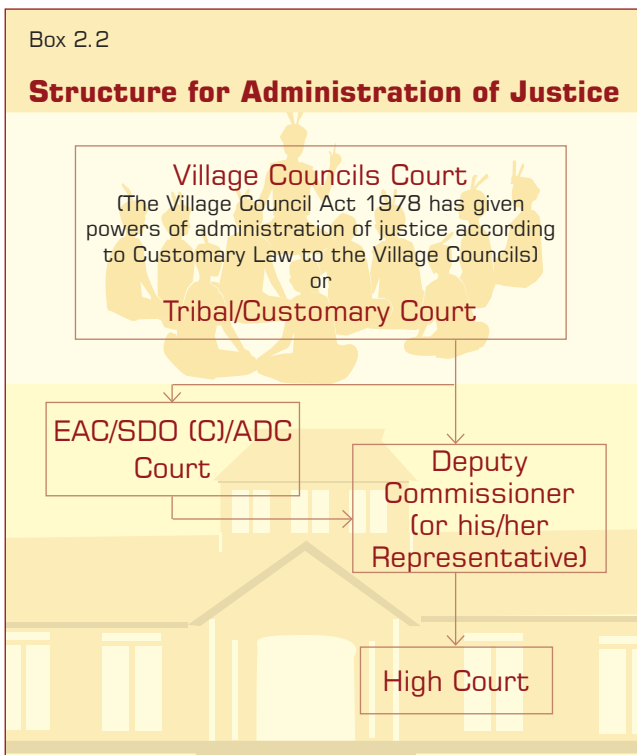 Box 2.2
Structure for Administration of Justice
Village Councils Court
(The Village Council Act 1978 has given
powers of administration of justice according
to Customary Law to the Village Councils)
or
Tribal/Customary Court
EAC/SDO (C)/ADC
Court
Deputy
Commissioner
(or his/her
Representative)
High Court